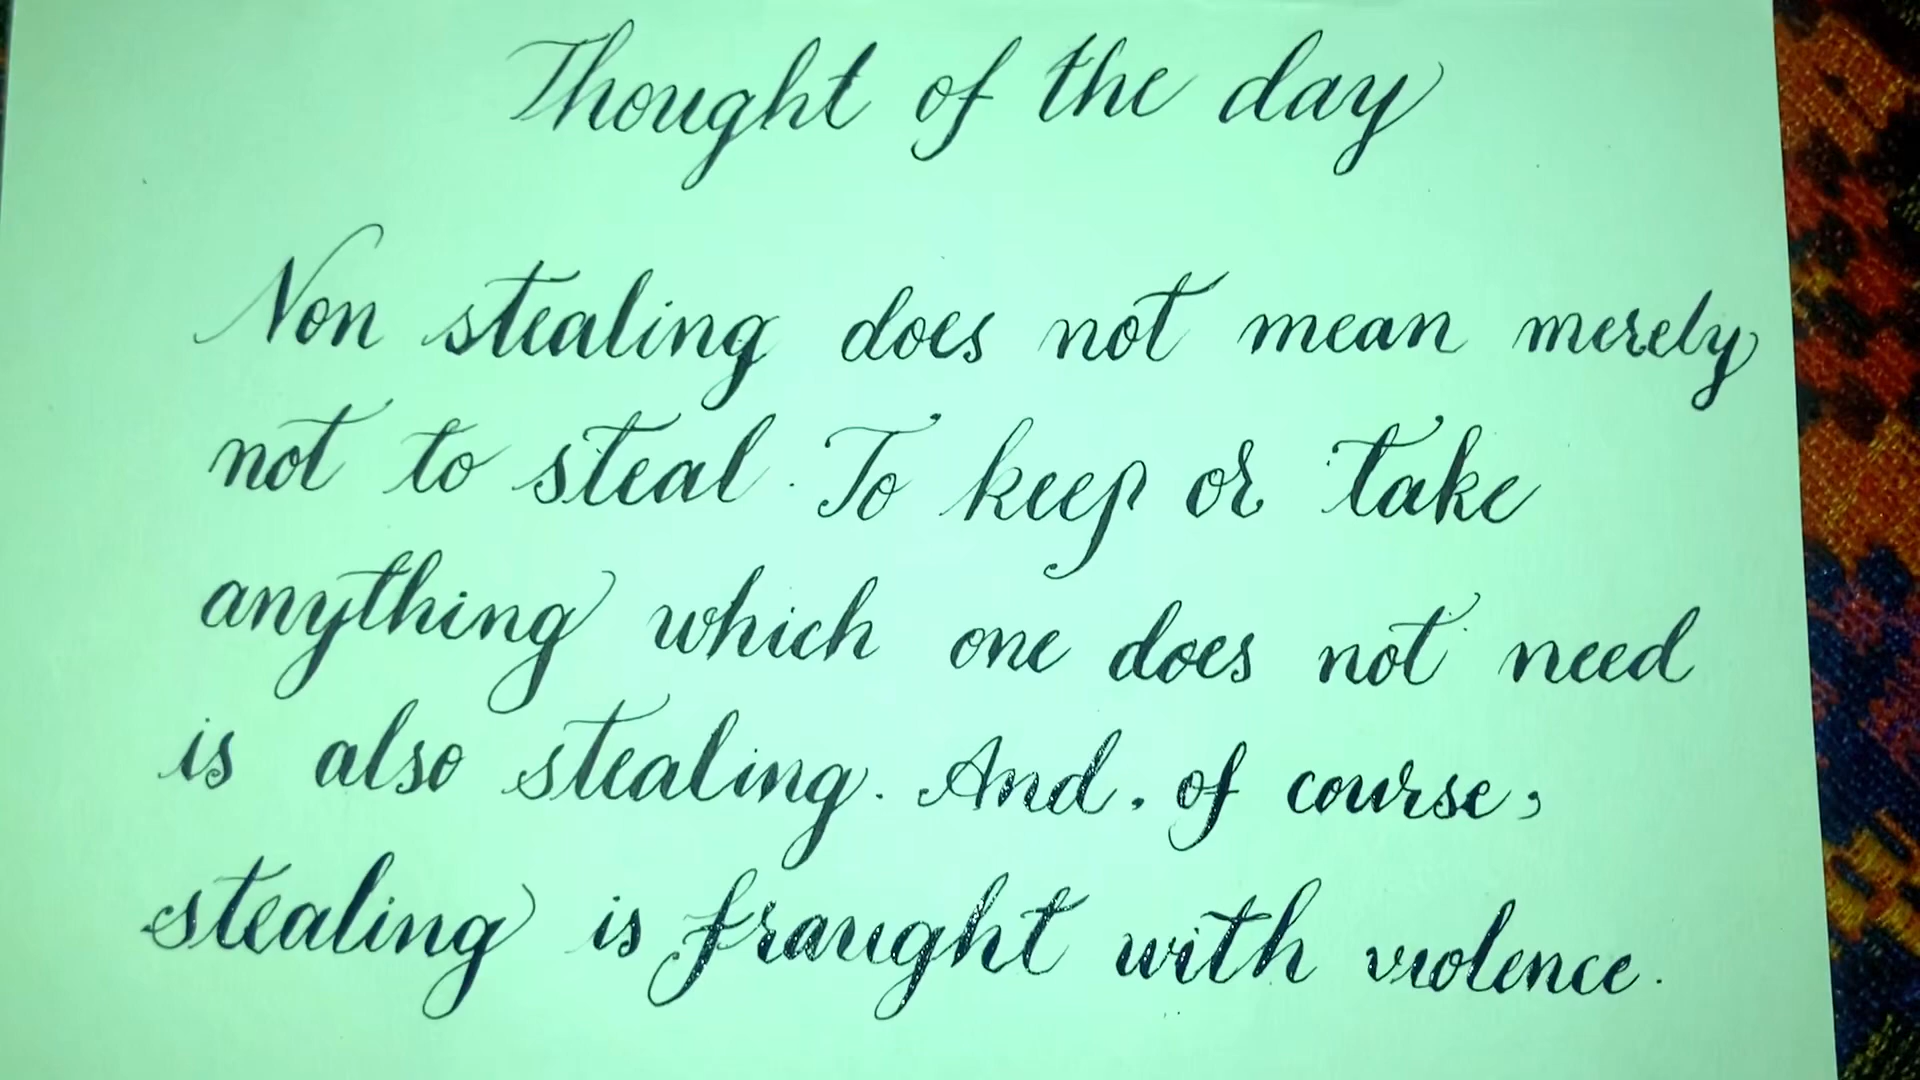 Thought of the day
Non stealing does not mean merely
not to steal. To keep or take
anything which one does not need
is also stealing. And. of course,
stealing is fraught with violence.